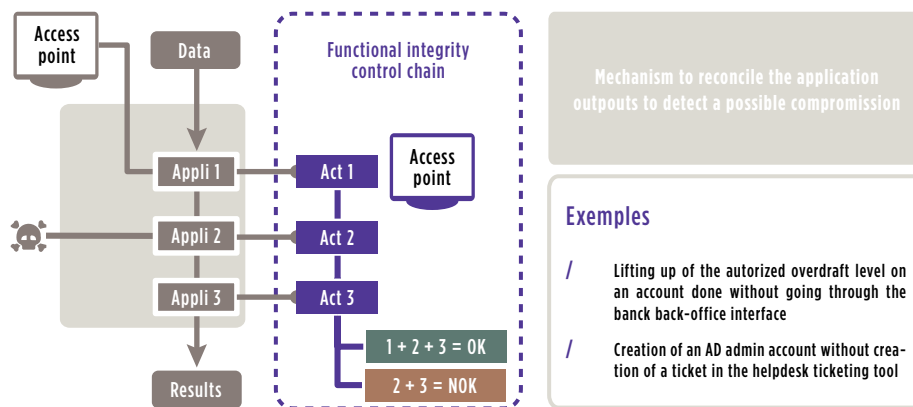 Access
point
Data
Functional integrity
control chain
Mechanism to reconcile the application
outpouts to detect a possible compromission
Appli 1
Act 1
Access
point
Appli 2
Act 2
Appli 3
Act 3
1 + 2 + 3 = OK
2 + 3 = NOK
Results
Exemples
/ Lifting up of the autorized overdraft level on
an account done without going through the
banck back-office interface
/ Creation of an AD admin account without crea-
tion of a ticket in the helpdesk ticketing tool